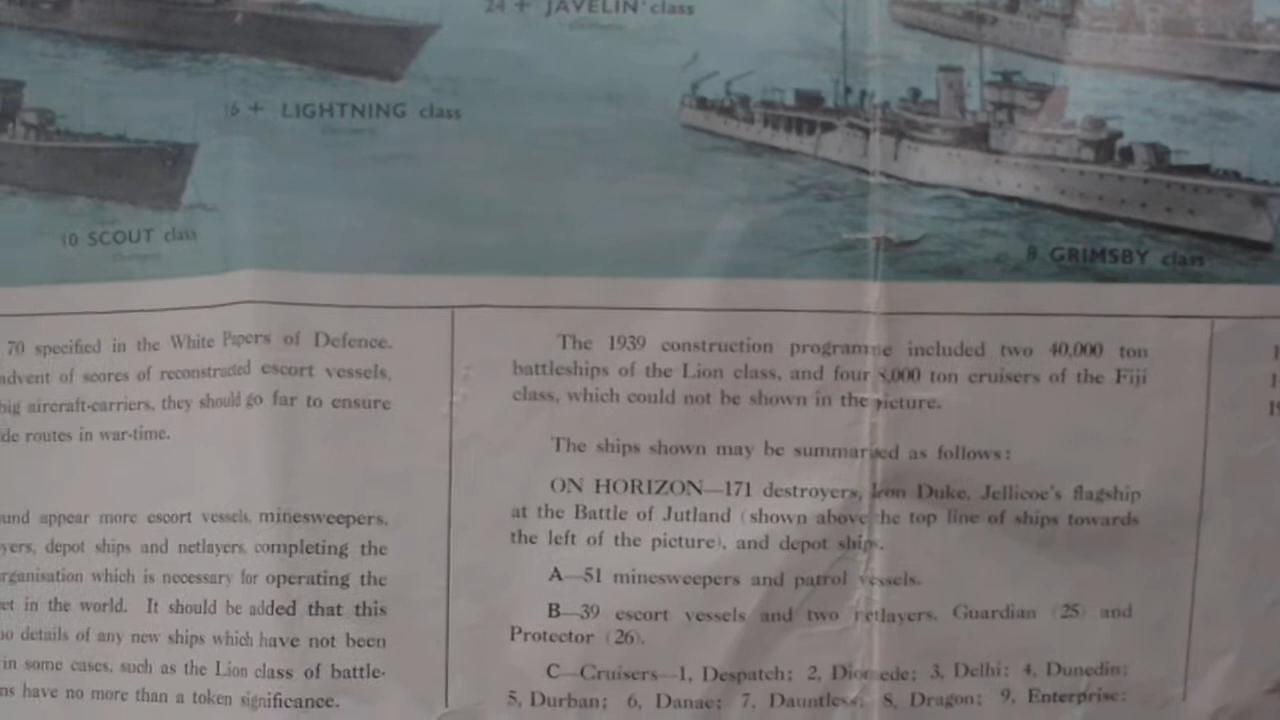 24 + JAVELIN class
16 + LIGHTNING class
10 SCOUT class
8 GRIMSBY class
70 specified in the White Papers of Defence.
advent of scores of reconstructed escort vessels,
big aircraft-carriers, they should go far to ensure
de routes in war-time.
und appear more escort vessels, minesweepers,
yers, depot ships and netlayers, completing the
rganisation which is necessary for operating the
et in the world. It should be added that this
no details of any new ships which have not been
in some cases, such as the Lion class of battle-
ns have no more than a token significance.
The 1939 construction programme included two 40,000 ton
battleships of the Lion class, and four 8,000 ton cruisers of the Fiji
class, which could not be shown in the picture.
The ships shown may be summarised as follows:
ON HORIZON—171 destroyers, Iron Duke, Jellicoe's flagship
at the Battle of Jutland (shown above the top line of ships towards
the left of the picture), and depot ships.
A—51 minesweepers and patrol vessels.
B—39 escort vessels and two netlayers, Guardian (25) and
Protector (26).
C—Cruisers—1, Despatch; 2, Diomede; 3, Delhi; 4, Dunedin;
5, Durban; 6, Danae; 7, Dauntless; 8, Dragon; 9, Enterprise;